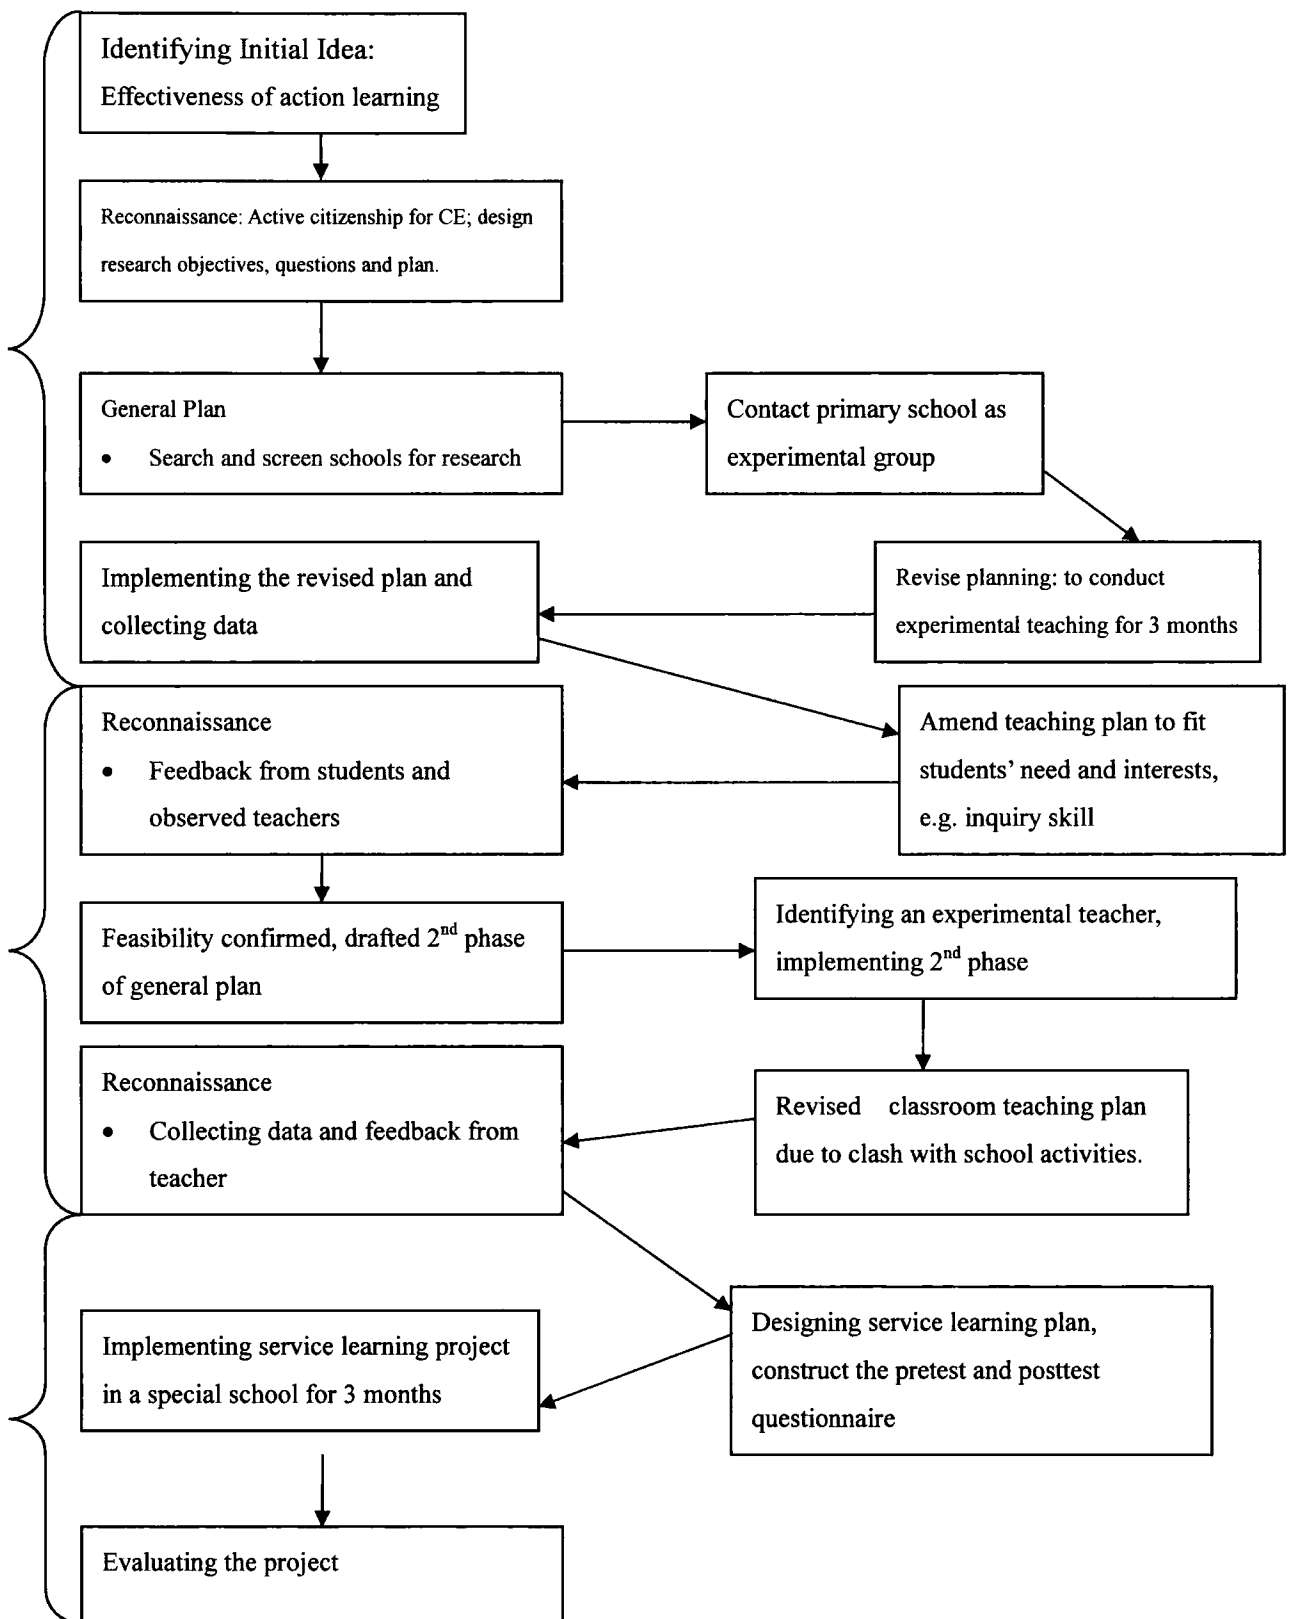 Identifying Initial Idea:
Effectiveness of action learning
Reconnaissance: Active citizenship for CE; design
research objectives, questions and plan.
General Plan
• Search and screen schools for research
Contact primary school as
experimental group
Revise planning: to conduct
experimental teaching for 3 months
Implementing the revised plan and
collecting data
Amend teaching plan to fit
students' need and interests,
e.g. inquiry skill
Reconnaissance
• Feedback from students and
observed teachers
Feasibility confirmed, drafted 2nd phase
of general plan
Identifying an experimental teacher,
implementing 2nd phase
Revised classroom teaching plan
due to clash with school activities.
Reconnaissance
• Collecting data and feedback from
teacher
Designing service learning plan,
construct the pretest and posttest
questionnaire
Implementing service learning project
in a special school for 3 months
Evaluating the project